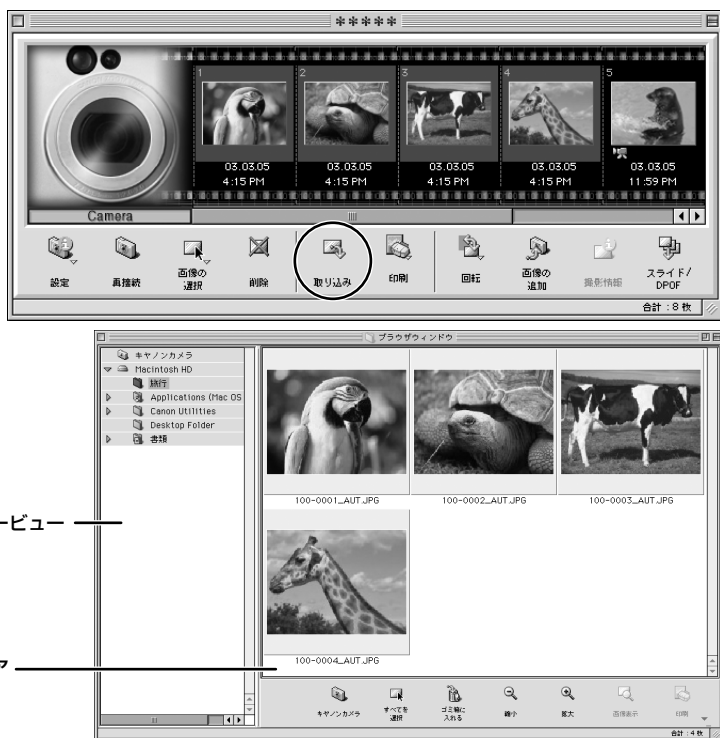 *****
1
2
3
4
5
03.03.05
4:15 PM
03.03.05
4:15 PM
03.03.05
4:15 PM
03.03.05
4:15 PM
03.03.05
11:59 PM
Camera
設定
再接続
画像の
選択
削除
取り込み
印刷
回転
画像の
追加
撮影情報
スライド/
DPOF
合計 : 8 枚
ブラウザウィンドウ
キヤノンカメラ
Macintosh HD
旅行
Applications (Mac OS
Canon Utilities
Desktop Folder
書類
100-0001_AUT.JPG
100-0002_AUT.JPG
100-0003_AUT.JPG
100-0004_AUT.JPG
ービュー
ア
キヤノンカメラ
すべてを
選択
ゴミ箱に
入れる
縮小
拡大
画像表示
印刷
合計 : 4 枚